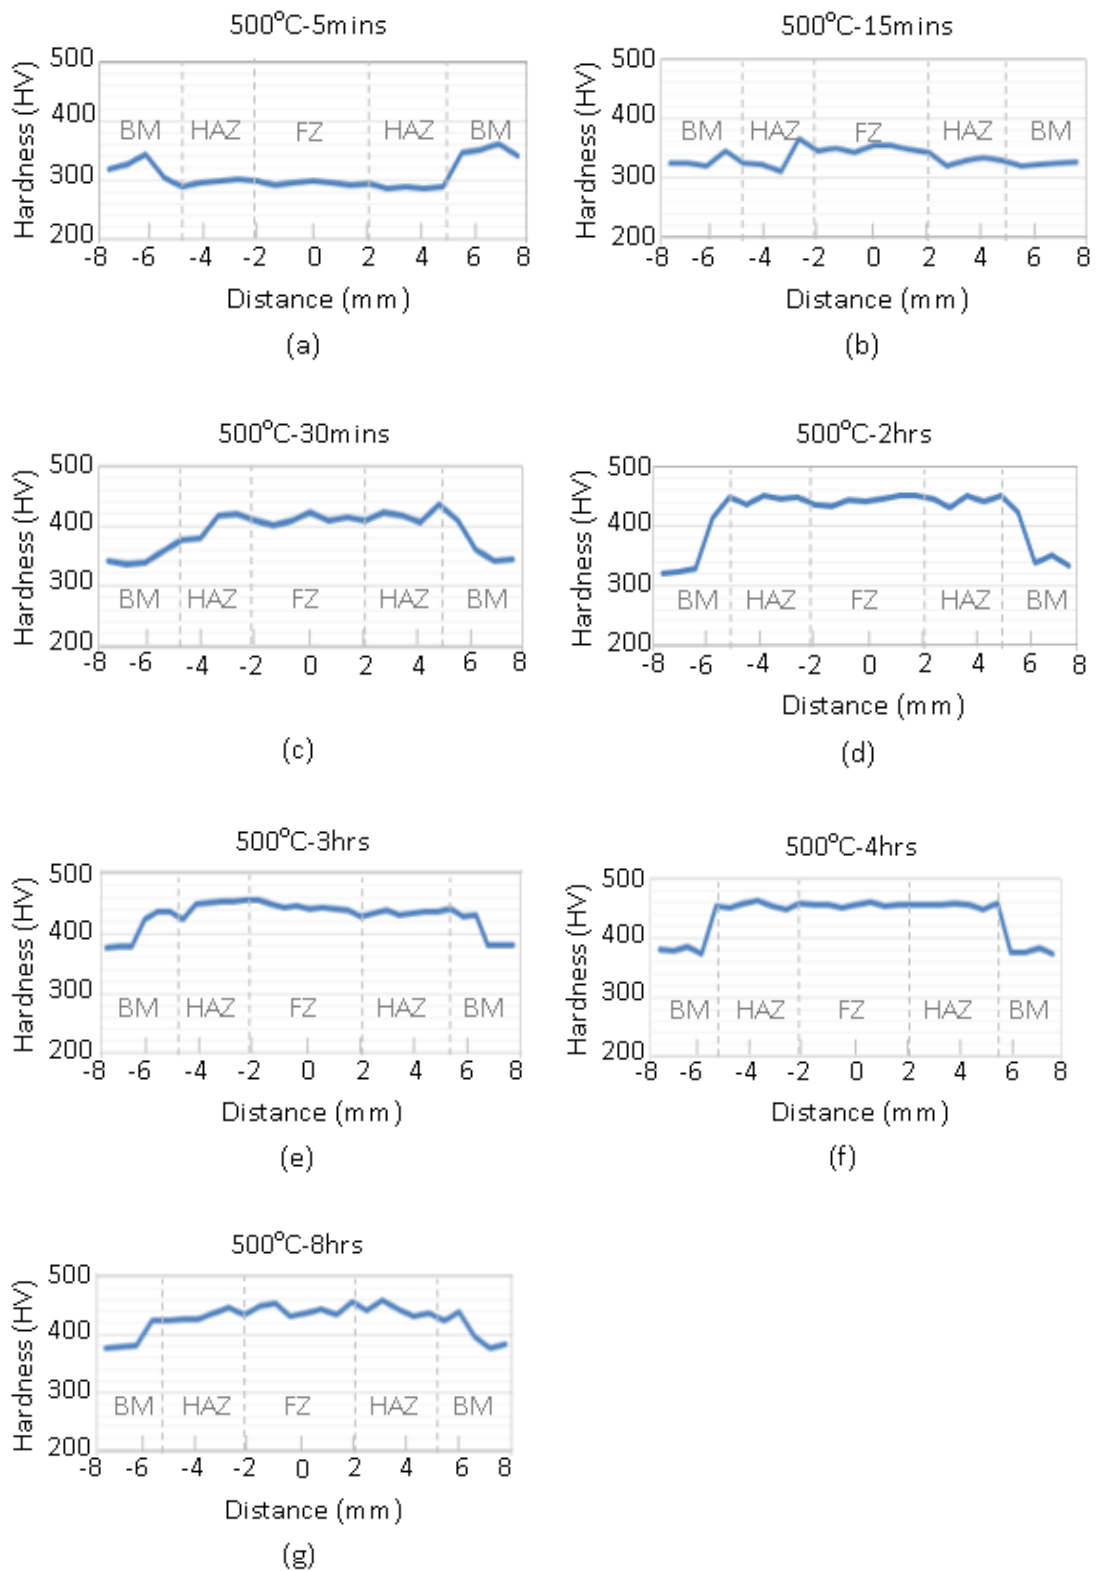 500°C-5mins
500°C-15mins
500
400
300
200
Hardness (HV)
BM HAZ FZ HAZ BM
-8 -6 -4 -2 0 2 4 6 8
Distance (mm)
(a)
500
400
300
200
Hardness (HV)
BM HAZ FZ HAZ BM
-8 -6 -4 -2 0 2 4 6 8
Distance (mm)
(b)
500°C-30mins
500
400
300
200
Hardness (HV)
BM HAZ FZ HAZ BM
-8 -6 -4 -2 0 2 4 6 8
(c)
500°C-2hrs
500
400
300
200
Hardness (HV)
BM HAZ FZ HAZ BM
-8 -6 -4 -2 0 2 4 6 8
Distance (mm)
(d)
500°C-3hrs
500
400
300
200
Hardness (HV)
BM HAZ FZ HAZ BM
-8 -6 -4 -2 0 2 4 6 8
Distance (mm)
(e)
500°C-4hrs
500
400
300
200
Hardness (HV)
BM HAZ FZ HAZ BM
-8 -6 -4 -2 0 2 4 6 8
Distance (mm)
(f)
500°C-8hrs
500
400
300
200
Hardness (HV)
BM HAZ FZ HAZ BM
-8 -6 -4 -2 0 2 4 6 8
Distance (mm)
(g)